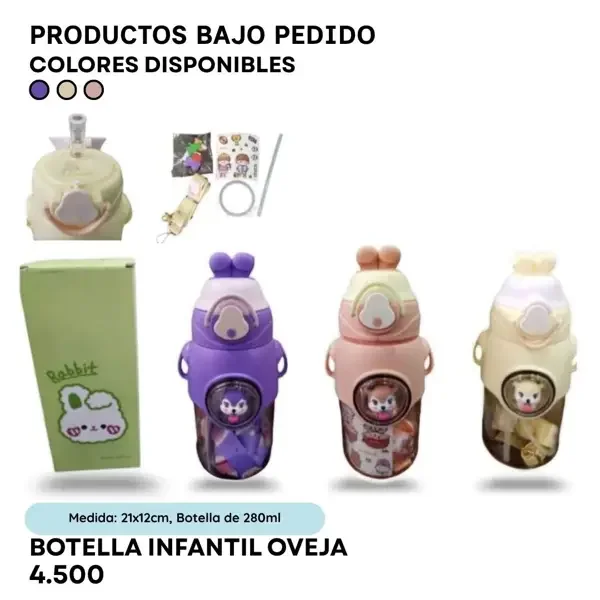 PRODUCTOS BAJO PEDIDO
COLORES DISPONIBLES
Rabbit
Medida: 21x12cm, Botella de 280ml
BOTELLA INFANTIL OVEJA
4.500